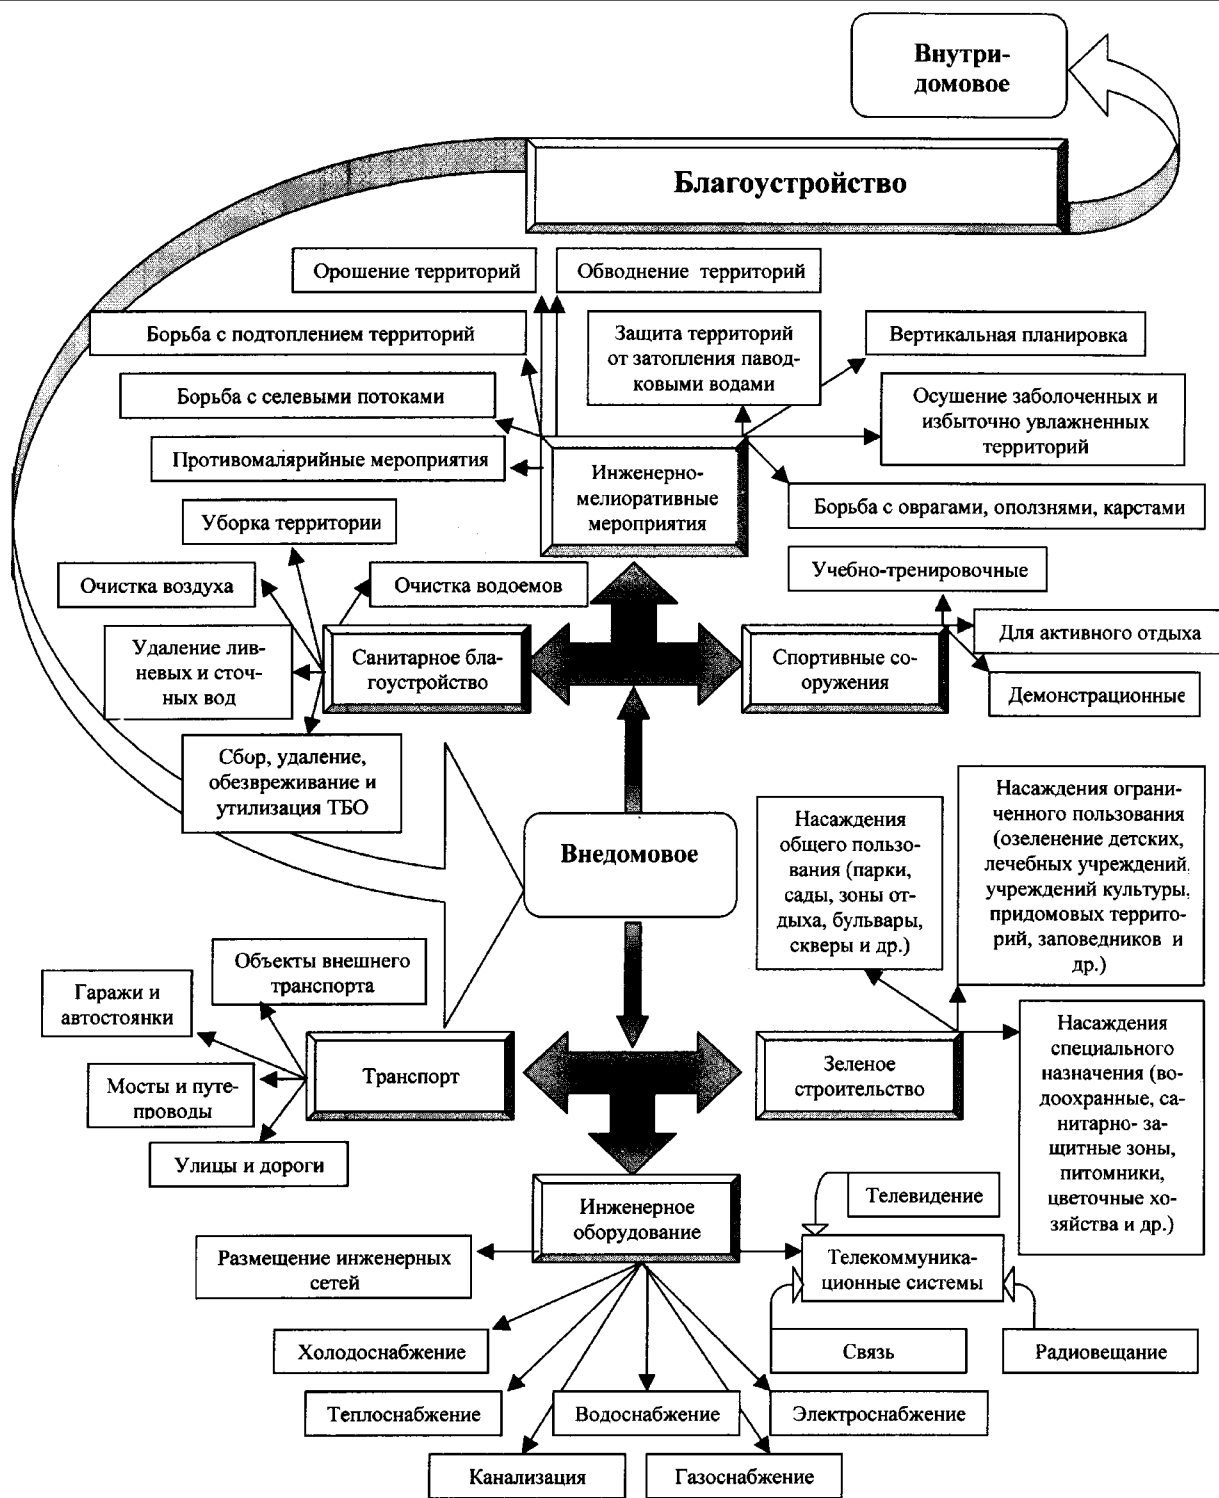 Внутри-
домовое
Благоустройство
Орошение территорий
Обводнение территорий
Борьба с подтоплением территорий
Защита территорий
от затопления павод-
ковыми водами
Вертикальная планировка
Борьба с селевыми потоками
Осушение заболоченных и
избыточно увлажненных
территорий
Противомалярийные мероприятия
Инженерно-
мелиоративные
мероприятия
Борьба с оврагами, оползнями, карстами
Уборка территории
Учебно-тренировочные
Очистка воздуха
Очистка водоемов
Для активного отдыха
Удаление лив-
невых и сточ-
ных вод
Санитарное бла-
гоустройство
Спортивные со-
оружения
Демонстрационные
Сбор, удаление,
обезвреживание и
утилизация ТБО
Внедомовое
Насаждения
общего пользо-
вания (парки,
сады, зоны от-
дыха, бульвары,
скверы и др.)
Насаждения ограни-
ченного пользования
(озеленение детских,
лечебных учреждений,
учреждений культуры,
придомовых террито-
рий, заповедников и
др.)
Объекты внешнего
транспорта
Гаражи и
автостоянки
Мосты и путе-
проводы
Улицы и дороги
Транспорт
Зеленое
строительство
Насаждения
специального
назначения (во-
доохранные, са-
нитарно- за-
щитные зоны,
питомники,
цветочные хо-
зяйства и др.)
Инженерное
оборудование
Телевидение
Размещение инженерных
сетей
Телекоммуника-
ционные системы
Холодоснабжение
Связь
Радиовещание
Теплоснабжение
Водоснабжение
Электроснабжение
Канализация
Газоснабжение